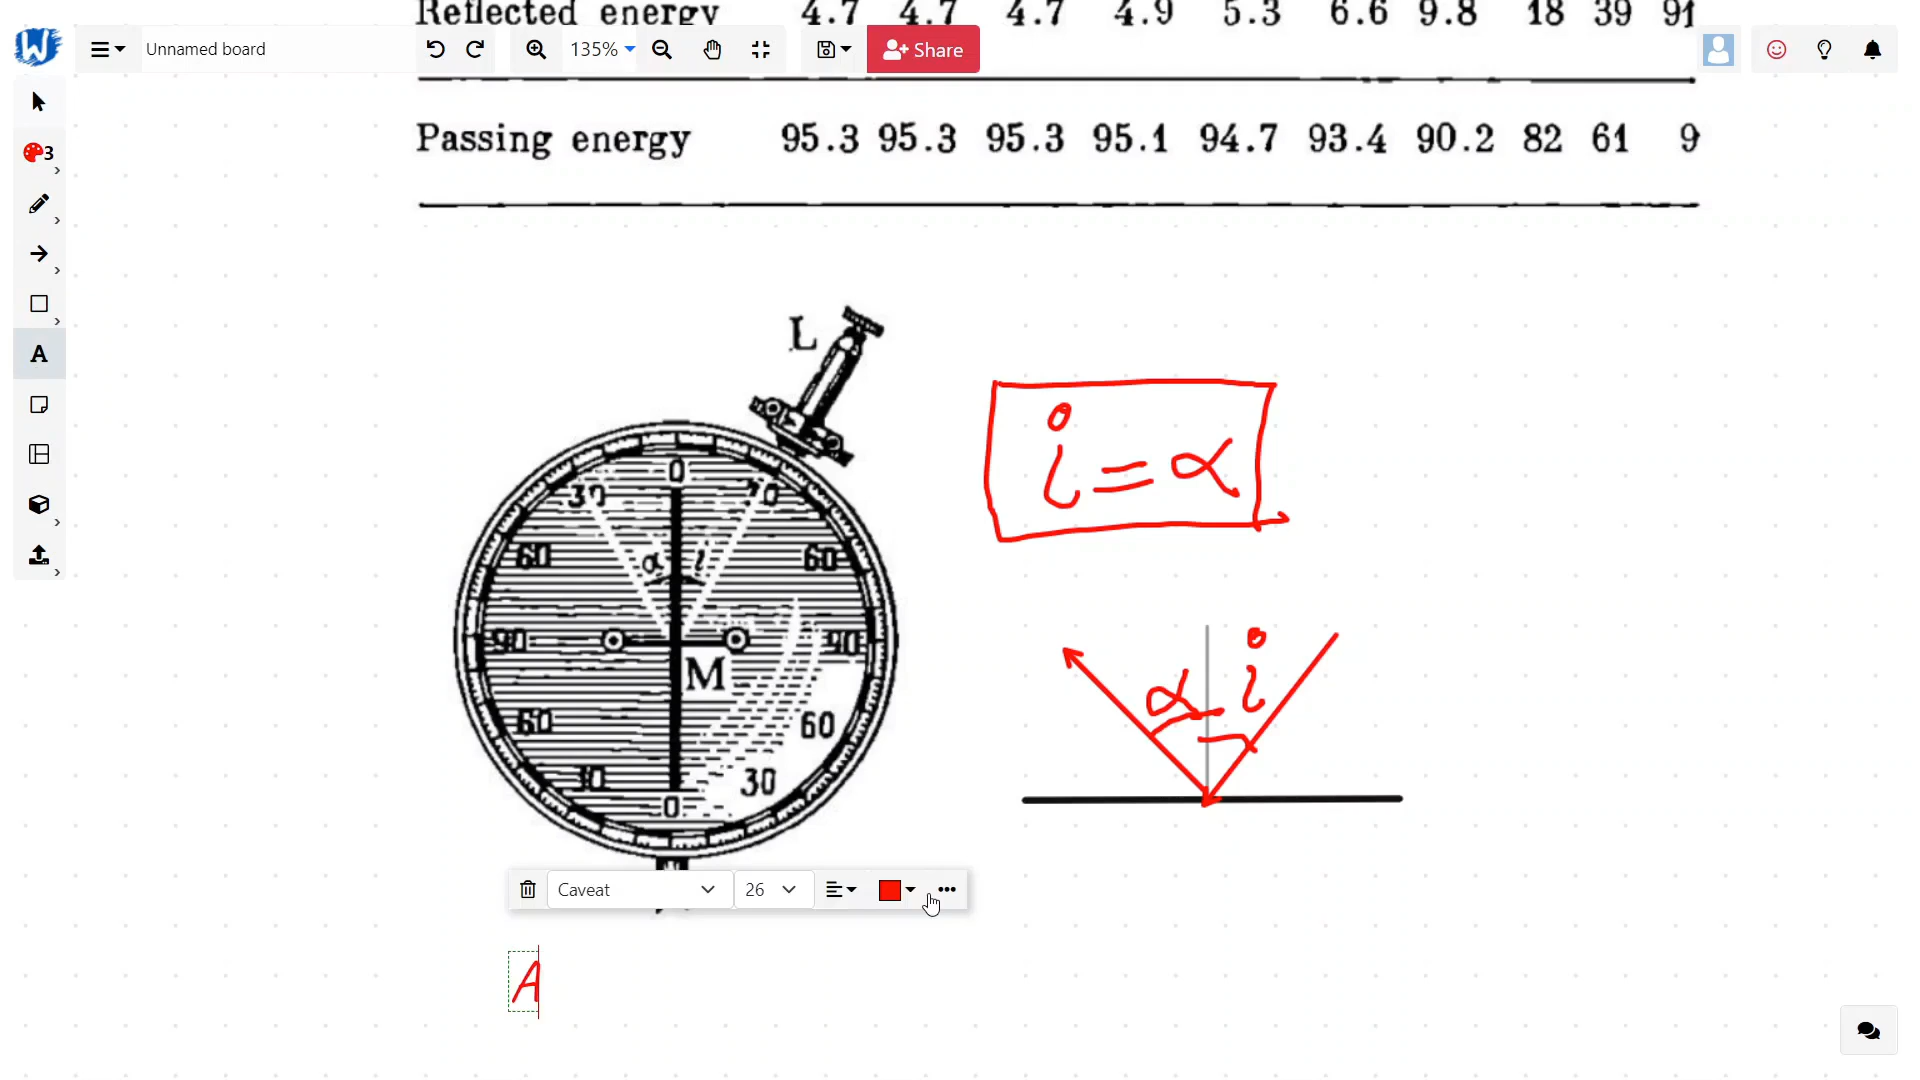 Reflected energy 4.7 4.7 4.7 4.9 5.3 6.6 9.8 18 39 91
W Unnamed board 135% Share
Passing energy 95.3 95.3 95.3 95.1 94.7 93.4 90.2 82 61 9
3
A
L
i = α
0
30 30
α i
60 60
90 90
M
60 60
30 30
0
α i
Caveat 26
A